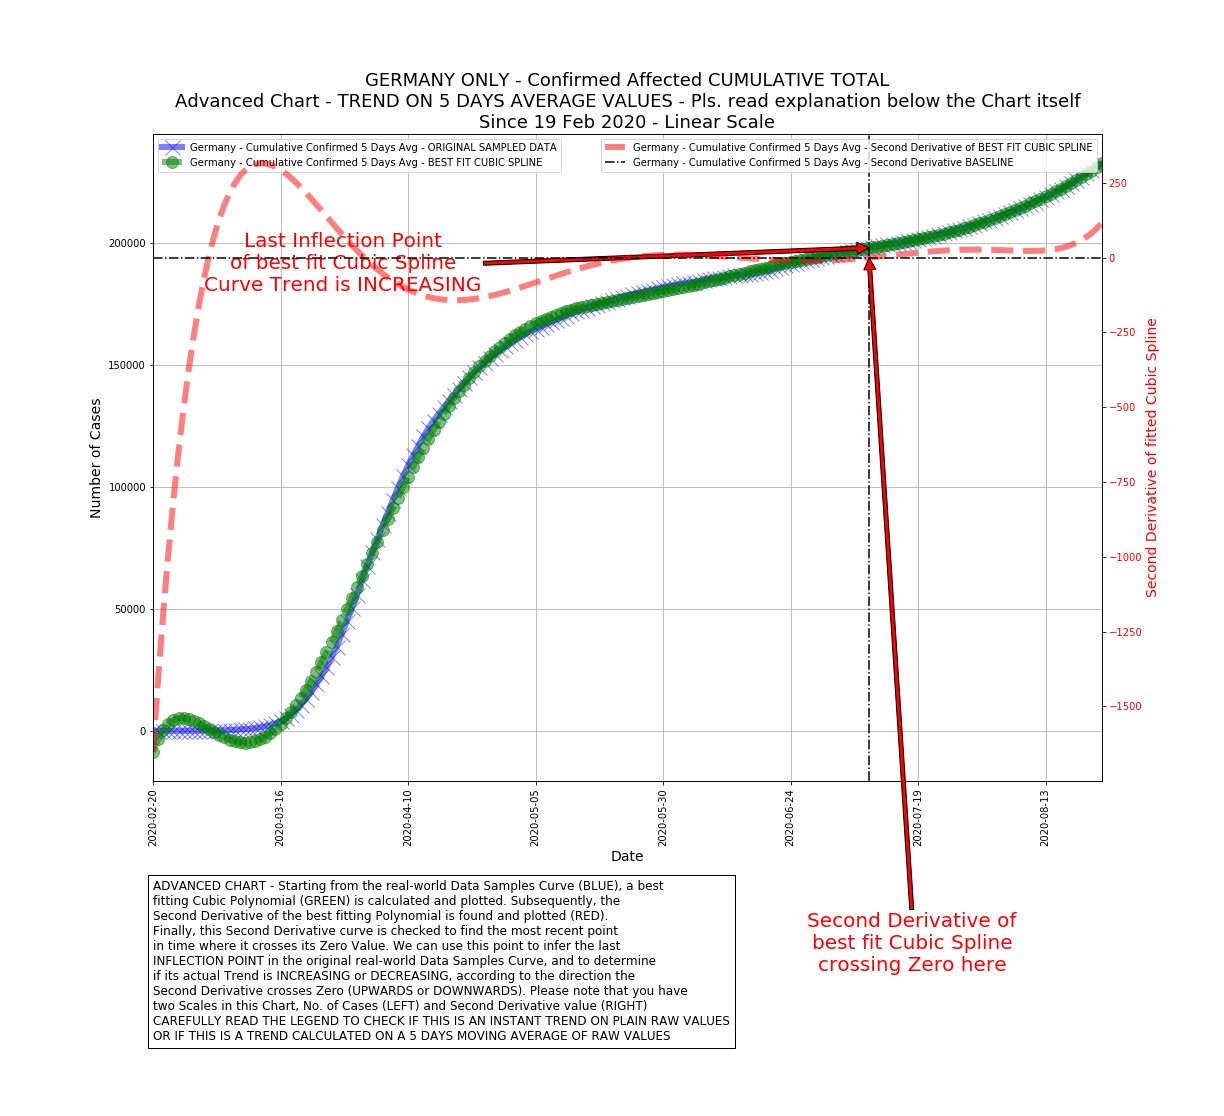 GERMANY ONLY - Confirmed Affected CUMULATIVE TOTAL
Advanced Chart - TREND ON 5 DAYS AVERAGE VALUES - Pls. read explanation below the Chart itself
Since 19 Feb 2020 - Linear Scale
Germany - Cumulative Confirmed 5 Days Avg - ORIGINAL SAMPLED DATA
Germany - Cumulative Confirmed 5 Days Avg - BEST FIT CUBIC SPLINE
Germany - Cumulative Confirmed 5 Days Avg - Second Derivative of BEST FIT CUBIC SPLINE
Germany - Cumulative Confirmed 5 Days Avg - Second Derivative BASELINE
Last Inflection Point
of best fit Cubic Spline
Curve Trend is INCREASING
Number of Cases
200000
150000
100000
50000
0
250
0
−250
−500
−750
−1000
−1250
−1500
Second Derivative of fitted Cubic Spline
2020-02-20
2020-03-16
2020-04-10
2020-05-05
2020-05-30
2020-06-24
2020-07-19
2020-08-13
Date
ADVANCED CHART - Starting from the real-world Data Samples Curve (BLUE), a best
fitting Cubic Polynomial (GREEN) is calculated and plotted. Subsequently, the
Second Derivative of the best fitting Polynomial is found and plotted (RED).
Finally, this Second Derivative curve is checked to find the most recent point
in time where it crosses its Zero Value. We can use this point to infer the last
INFLECTION POINT in the original real-world Data Samples Curve, and to determine
if its actual Trend is INCREASING or DECREASING, according to the direction the
Second Derivative crosses Zero (UPWARDS or DOWNWARDS). Please note that you have
two Scales in this Chart, No. of Cases (LEFT) and Second Derivative value (RIGHT)
CAREFULLY READ THE LEGEND TO CHECK IF THIS IS AN INSTANT TREND ON PLAIN RAW VALUES
OR IF THIS IS A TREND CALCULATED ON A 5 DAYS MOVING AVERAGE OF RAW VALUES
Second Derivative of
best fit Cubic Spline
crossing Zero here